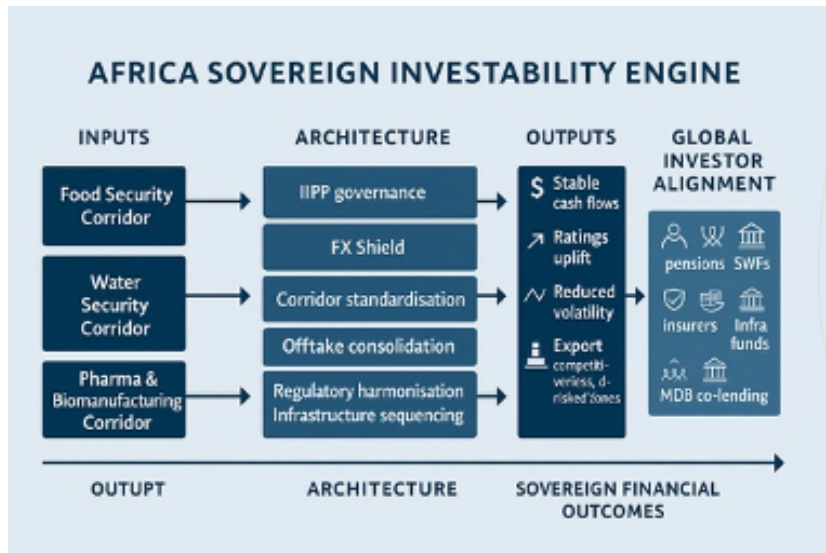 AFRICA SOVEREIGN INVESTABILITY ENGINE
INPUTS
ARCHITECTURE
OUTPUTS
GLOBAL
INVESTOR
ALIGNMENT
Food Security
Corridor
Water
Security
Corridor
Pharma &
Biomanufacturing
Corridor
IIPP governance
FX Shield
Corridor standardisation
Offtake consolidation
Regulatory harmonisation
Infrastructure sequencing
$ Stable
cash flows
Ratings
uplift
Reduced
volatility
Export
competiti-
pensions SWFs
insurers Infra
funds
MDB co-lending
OUTUPT
ARCHITECTURE
SOVEREIGN FINANCIAL
OUTCOMES